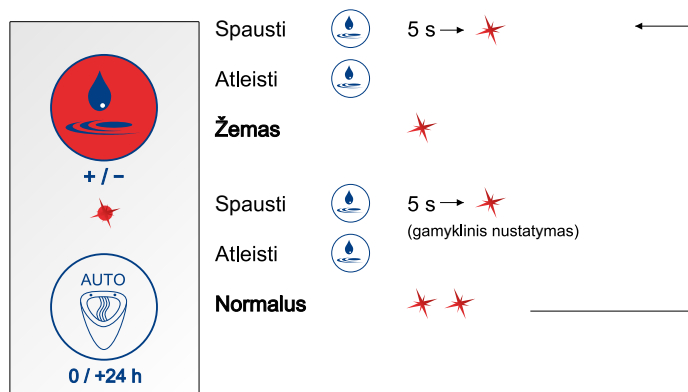 + / −
AUTO
0 / +24 h
Spausti 5 s
Atleisti
Žemas
Spausti 5 s
(gamyklinis nustatymas)
Atleisti
Normalus